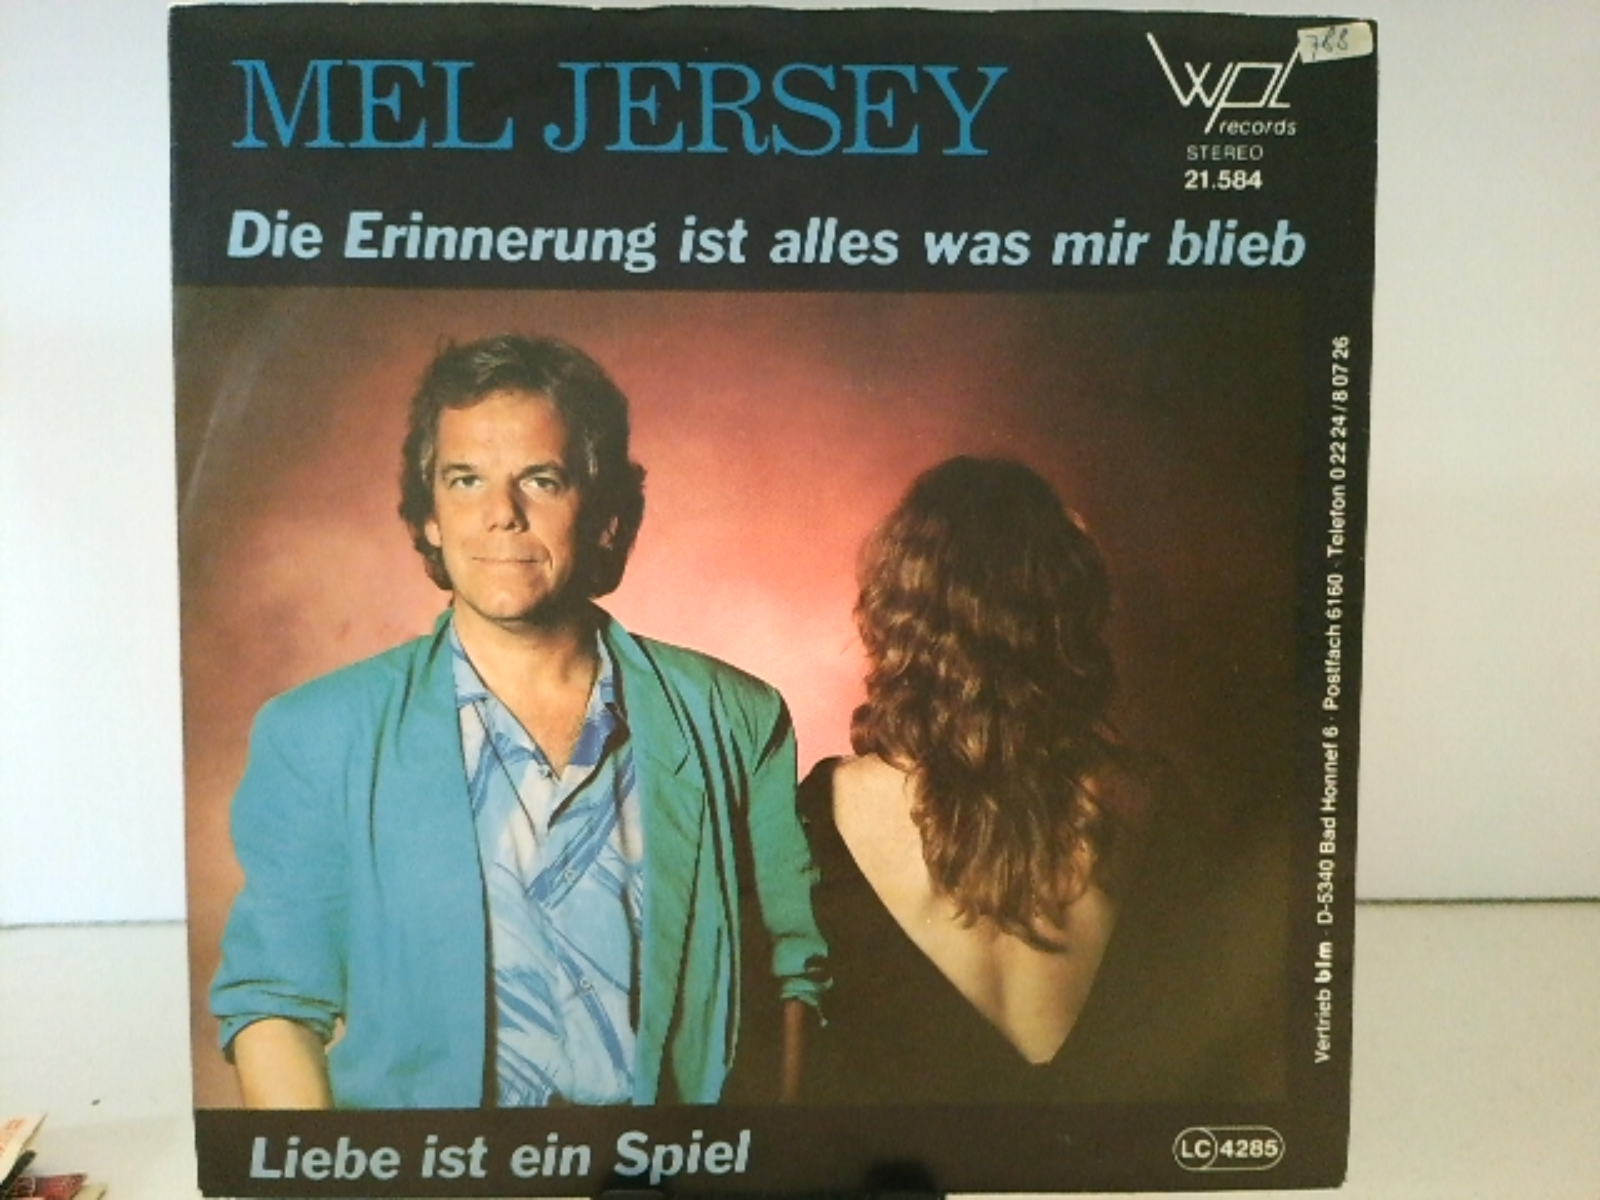 MEL JERSEY
wpl
records
STEREO
21.584
788
Die Erinnerung ist alles was mir blieb
Vertrieb blm · D-5340 Bad Honnef 6 · Postfach 6160 · Telefon 0 22 24 / 8 07 26
Liebe ist ein Spiel
LC 4285